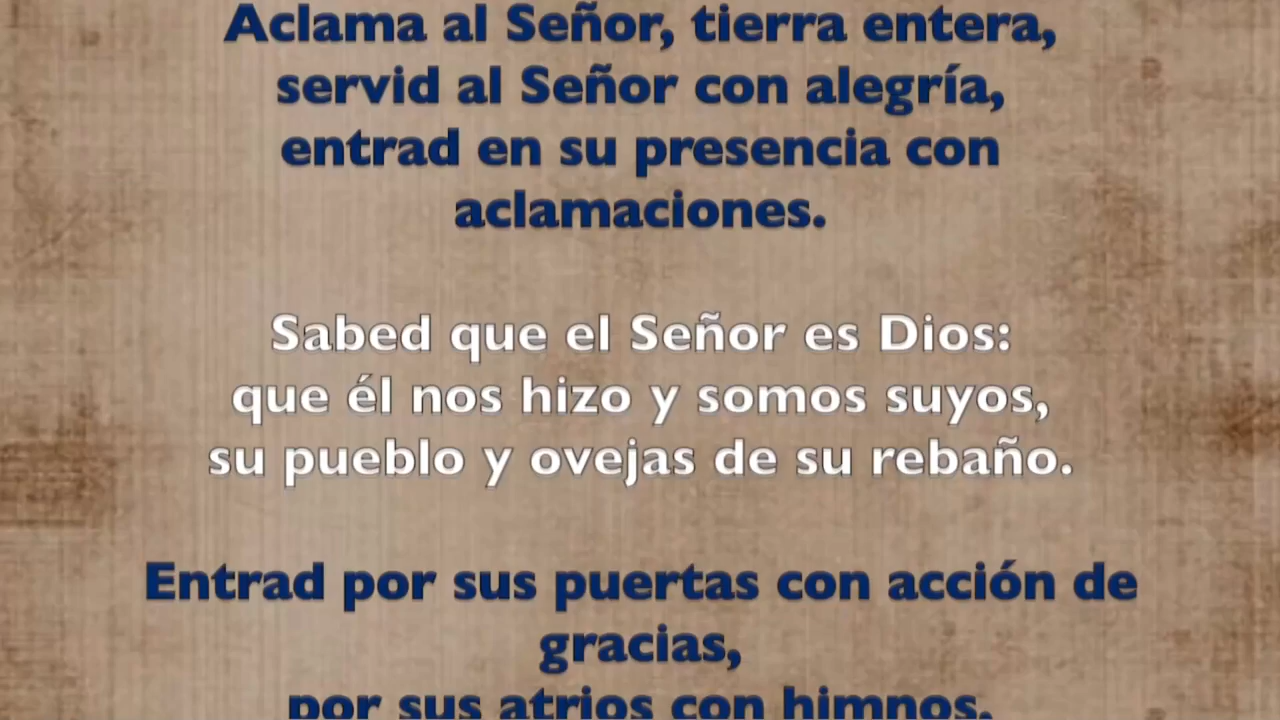 Aclama al Señor, tierra entera,
servid al Señor con alegría,
entrad en su presencia con
aclamaciones.
Sabed que el Señor es Dios:
que él nos hizo y somos suyos,
su pueblo y ovejas de su rebaño.
Entrad por sus puertas con acción de
gracias,
por sus atrios con himnos,